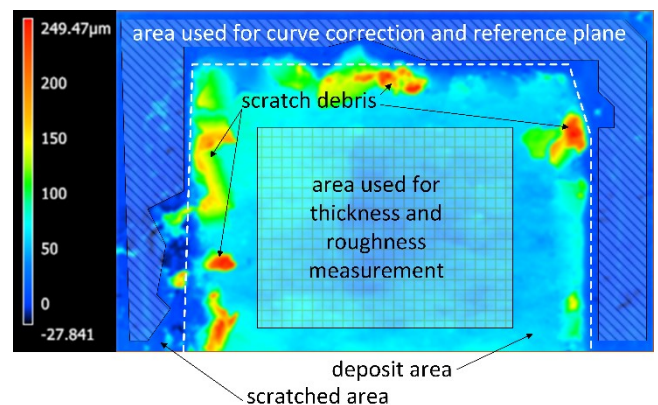 249.47µm
200
150
100
50
0
-27.841
area used for curve correction and reference plane
scratch debris
area used for
thickness and
roughness
measurement
deposit area
scratched area